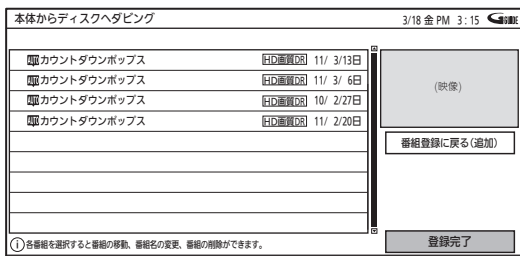 本体からディスクへダビング
3/18 金 PM 3:15 G GUIDE
取カウントダウンポップス HD画質DR 11/ 3/13日
取カウントダウンポップス HD画質DR 11/ 3/ 6日
取カウントダウンポップス HD画質DR 10/ 2/27日
取カウントダウンポップス HD画質DR 11/ 2/20日
(映像)
番組登録に戻る(追加)
i 各番組を選択すると番組の移動、番組名の変更、番組の削除ができます。
登録完了